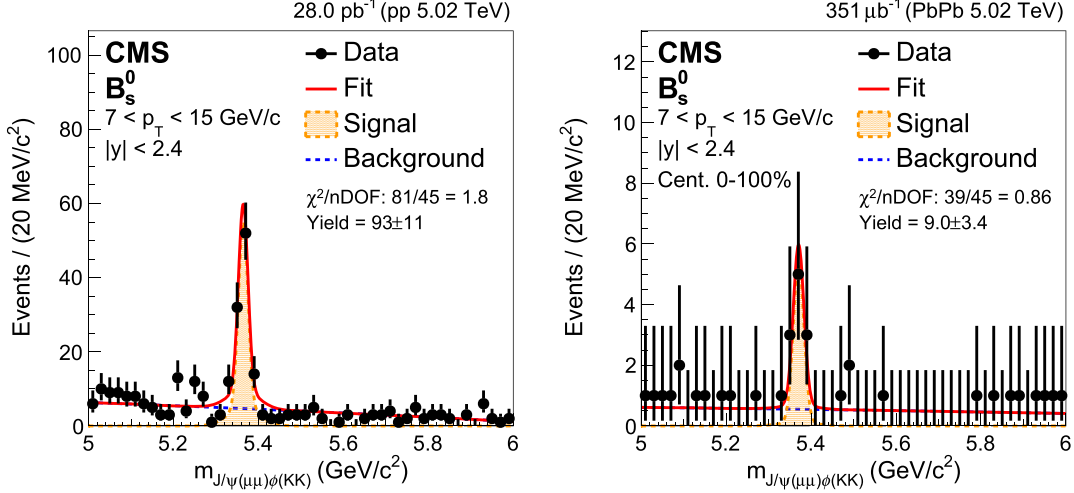 28.0 pb⁻¹ (pp 5.02 TeV)
CMS
B⁰ₛ
7 < p_T < 15 GeV/c
|y| < 2.4
Data
Fit
Signal
Background
χ²/nDOF: 81/45 = 1.8
Yield = 93±11
Events / (20 MeV/c²)
100
80
60
40
20
0
5 5.2 5.4 5.6 5.8 6
m_J/ψ(μμ)φ(KK) (GeV/c²)
351 μb⁻¹ (PbPb 5.02 TeV)
CMS
B⁰ₛ
7 < p_T < 15 GeV/c
|y| < 2.4
Cent. 0-100%
Data
Fit
Signal
Background
χ²/nDOF: 39/45 = 0.86
Yield = 9.0±3.4
Events / (20 MeV/c²)
12
10
8
6
4
2
0
5 5.2 5.4 5.6 5.8 6
m_J/ψ(μμ)φ(KK) (GeV/c²)